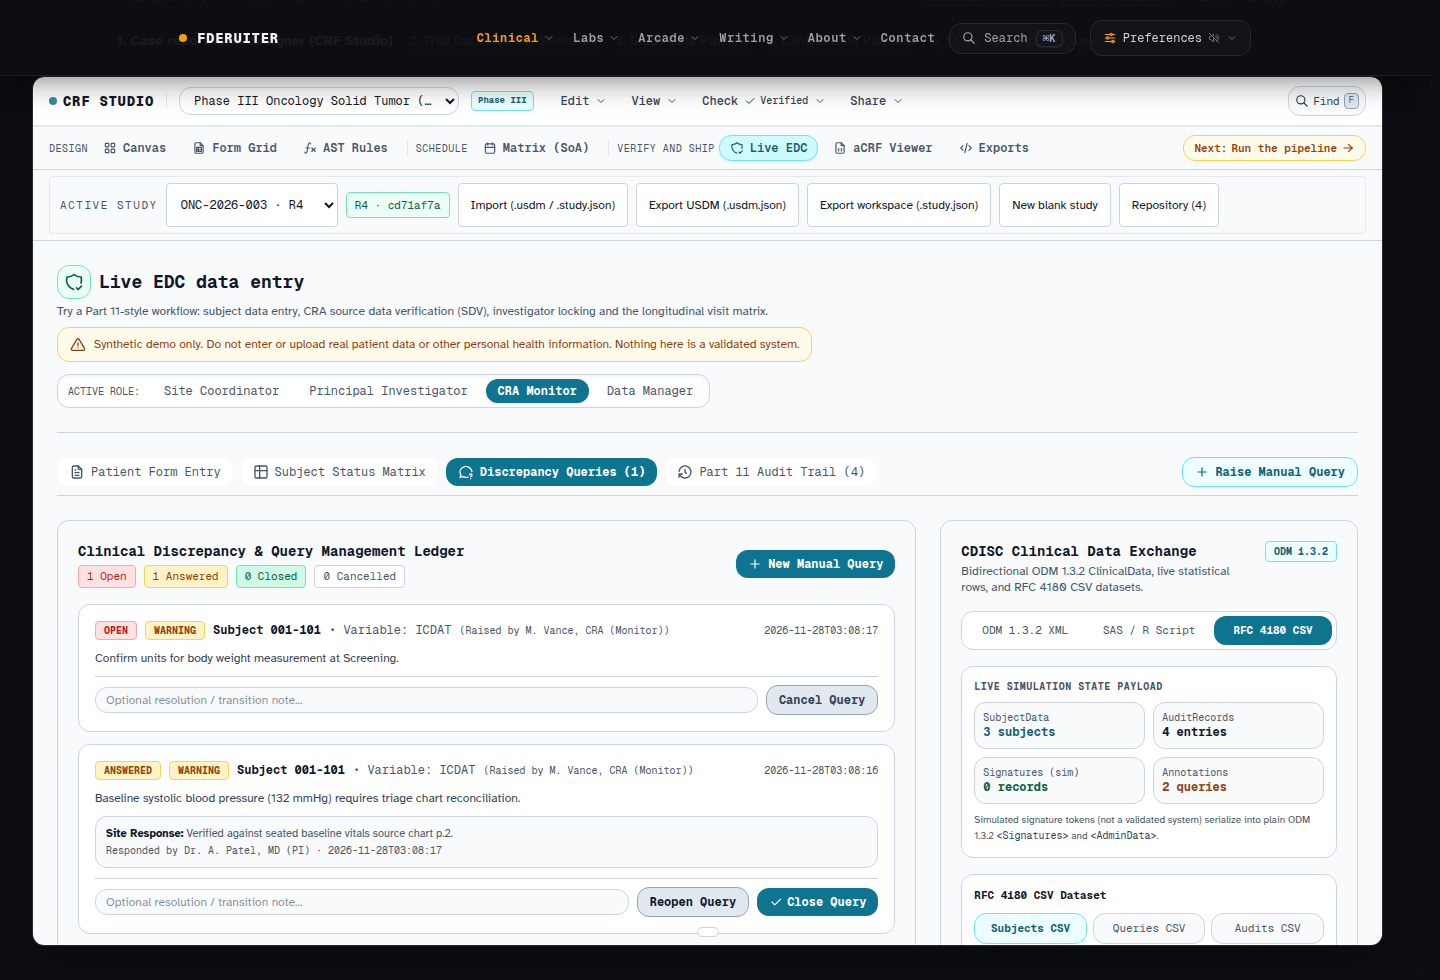 FDERUITER
Clinical
Labs
Arcade
Writing
About
Contact
Search ⌘K
Preferences
CRF STUDIO
Phase III Oncology Solid Tumor (…
Phase III
Edit
View
Check ✓ Verified
Share
Find F
DESIGN
Canvas
Form Grid
AST Rules
SCHEDULE
Matrix (SoA)
VERIFY AND SHIP
Live EDC
aCRF Viewer
Exports
Next: Run the pipeline →
ACTIVE STUDY
ONC-2026-003 · R4
R4 · cd71af7a
Import (.usdm / .study.json)
Export USDM (.usdm.json)
Export workspace (.study.json)
New blank study
Repository (4)
Live EDC data entry
Try a Part 11-style workflow: subject data entry, CRA source data verification (SDV), investigator locking and the longitudinal visit matrix.
Synthetic demo only. Do not enter or upload real patient data or other personal health information. Nothing here is a validated system.
ACTIVE ROLE:
Site Coordinator
Principal Investigator
CRA Monitor
Data Manager
Patient Form Entry
Subject Status Matrix
Discrepancy Queries (1)
Part 11 Audit Trail (4)
+ Raise Manual Query
Clinical Discrepancy & Query Management Ledger
1 Open
1 Answered
0 Closed
0 Cancelled
+ New Manual Query
OPEN WARNING Subject 001-101 • Variable: ICDAT (Raised by M. Vance, CRA (Monitor)) 2026-11-28T03:08:17
Confirm units for body weight measurement at Screening.
Optional resolution / transition note…
Cancel Query
ANSWERED WARNING Subject 001-101 • Variable: ICDAT (Raised by M. Vance, CRA (Monitor)) 2026-11-28T03:08:16
Baseline systolic blood pressure (132 mmHg) requires triage chart reconciliation.
Site Response: Verified against seated baseline vitals source chart p.2.
Responded by Dr. A. Patel, MD (PI) · 2026-11-28T03:08:17
Optional resolution / transition note…
Reopen Query
✓ Close Query
CDISC Clinical Data Exchange
ODM 1.3.2
Bidirectional ODM 1.3.2 ClinicalData, live statistical
rows, and RFC 4180 CSV datasets.
ODM 1.3.2 XML
SAS / R Script
RFC 4180 CSV
LIVE SIMULATION STATE PAYLOAD
SubjectData
3 subjects
AuditRecords
4 entries
Signatures (sim)
0 records
Annotations
2 queries
Simulated signature tokens (not a validated system) serialize into plain ODM
1.3.2 <Signatures> and <AdminData>.
RFC 4180 CSV Dataset
Subjects CSV
Queries CSV
Audits CSV